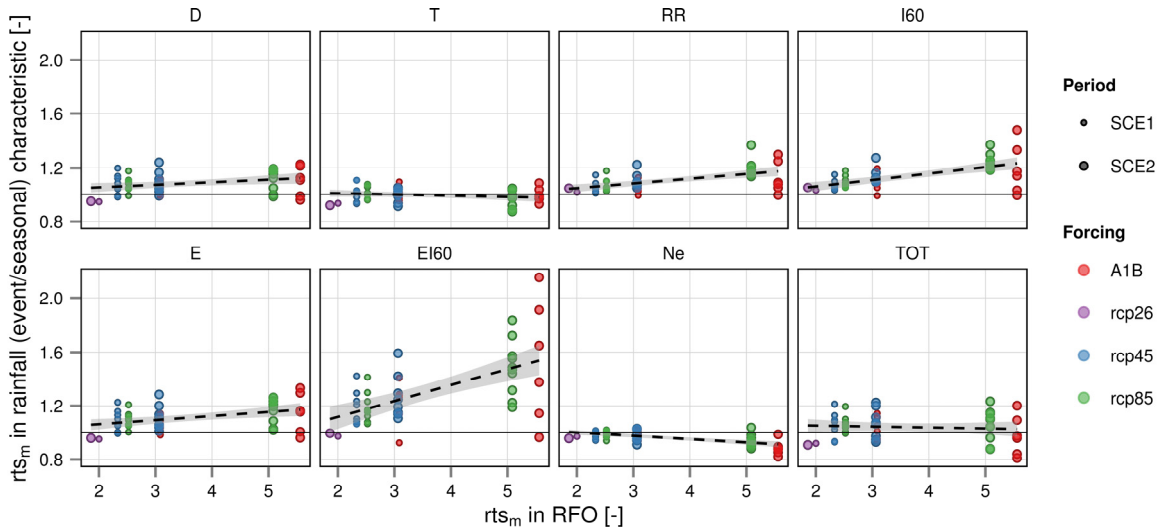 rts_m in rainfall (event/seasonal) characteristic [-]
D T RR I60
2.0
1.6
1.2
0.8
E EI60 Ne TOT
2.0
1.6
1.2
0.8
2 3 4 5 2 3 4 5 2 3 4 5 2 3 4 5
rts_m in RFO [-]
Period
SCE1
SCE2
Forcing
A1B
rcp26
rcp45
rcp85